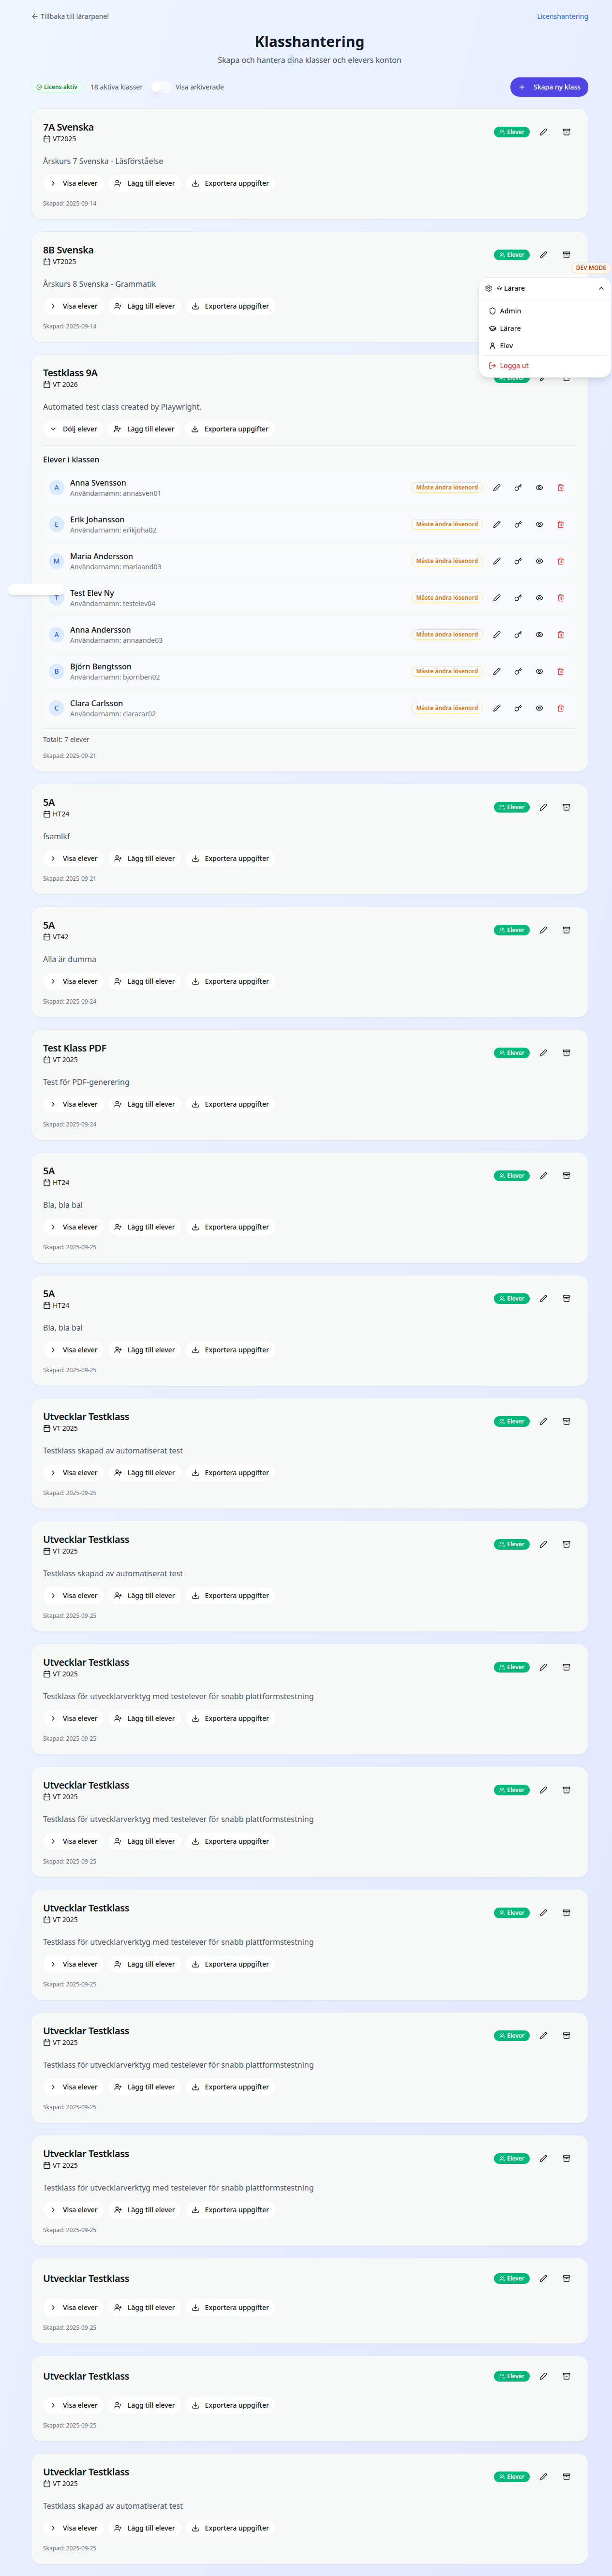 Tillbaka till lärarpanel
Licenshantering
Klasshantering
Skapa och hantera dina klasser och elevers konton
Licens aktiv
18 aktiva klasser
Visa arkiverade
Skapa ny klass
7A Svenska
Elever
VT2025
Årskurs 7 Svenska - Läsförståelse
Visa elever
Lägg till elever
Exportera uppgifter
Skapad: 2025-09-14
8B Svenska
Elever
VT2025
DEV MODE
Årskurs 8 Svenska - Grammatik
Lärare
Visa elever
Lägg till elever
Exportera uppgifter
Admin
Skapad: 2025-09-14
Lärare
Elev
Logga ut
Testklass 9A
VT 2026
Automated test class created by Playwright.
Dölj elever
Lägg till elever
Exportera uppgifter
Elever i klassen
A
Anna Svensson
Användarnamn: annasven01
Måste ändra lösenord
E
Erik Johansson
Användarnamn: erikjoha02
Måste ändra lösenord
M
Maria Andersson
Användarnamn: mariaand03
Måste ändra lösenord
T
Test Elev Ny
Användarnamn: testelev04
Måste ändra lösenord
A
Anna Andersson
Användarnamn: annaande03
Måste ändra lösenord
B
Björn Bengtsson
Användarnamn: bjornben02
Måste ändra lösenord
C
Clara Carlsson
Användarnamn: claracar02
Måste ändra lösenord
Totalt: 7 elever
Skapad: 2025-09-21
5A
Elever
HT24
fsamlkf
Visa elever
Lägg till elever
Exportera uppgifter
Skapad: 2025-09-21
5A
Elever
VT42
Alla är dumma
Visa elever
Lägg till elever
Exportera uppgifter
Skapad: 2025-09-24
Test Klass PDF
Elever
VT 2025
Test för PDF-generering
Visa elever
Lägg till elever
Exportera uppgifter
Skapad: 2025-09-24
5A
Elever
HT24
Bla, bla bal
Visa elever
Lägg till elever
Exportera uppgifter
Skapad: 2025-09-25
5A
Elever
HT24
Bla, bla bal
Visa elever
Lägg till elever
Exportera uppgifter
Skapad: 2025-09-25
Utvecklar Testklass
Elever
VT 2025
Testklass skapad av automatiserat test
Visa elever
Lägg till elever
Exportera uppgifter
Skapad: 2025-09-25
Utvecklar Testklass
Elever
VT 2025
Testklass skapad av automatiserat test
Visa elever
Lägg till elever
Exportera uppgifter
Skapad: 2025-09-25
Utvecklar Testklass
Elever
VT 2025
Testklass för utvecklarverktyg med testelever för snabb plattformstestning
Visa elever
Lägg till elever
Exportera uppgifter
Skapad: 2025-09-25
Utvecklar Testklass
Elever
VT 2025
Testklass för utvecklarverktyg med testelever för snabb plattformstestning
Visa elever
Lägg till elever
Exportera uppgifter
Skapad: 2025-09-25
Utvecklar Testklass
Elever
VT 2025
Testklass för utvecklarverktyg med testelever för snabb plattformstestning
Visa elever
Lägg till elever
Exportera uppgifter
Skapad: 2025-09-25
Utvecklar Testklass
Elever
VT 2025
Testklass för utvecklarverktyg med testelever för snabb plattformstestning
Visa elever
Lägg till elever
Exportera uppgifter
Skapad: 2025-09-25
Utvecklar Testklass
Elever
VT 2025
Testklass för utvecklarverktyg med testelever för snabb plattformstestning
Visa elever
Lägg till elever
Exportera uppgifter
Skapad: 2025-09-25
Utvecklar Testklass
Elever
Visa elever
Lägg till elever
Exportera uppgifter
Skapad: 2025-09-25
Utvecklar Testklass
Elever
Visa elever
Lägg till elever
Exportera uppgifter
Skapad: 2025-09-25
Utvecklar Testklass
Elever
VT 2025
Testklass skapad av automatiserat test
Visa elever
Lägg till elever
Exportera uppgifter
Skapad: 2025-09-25